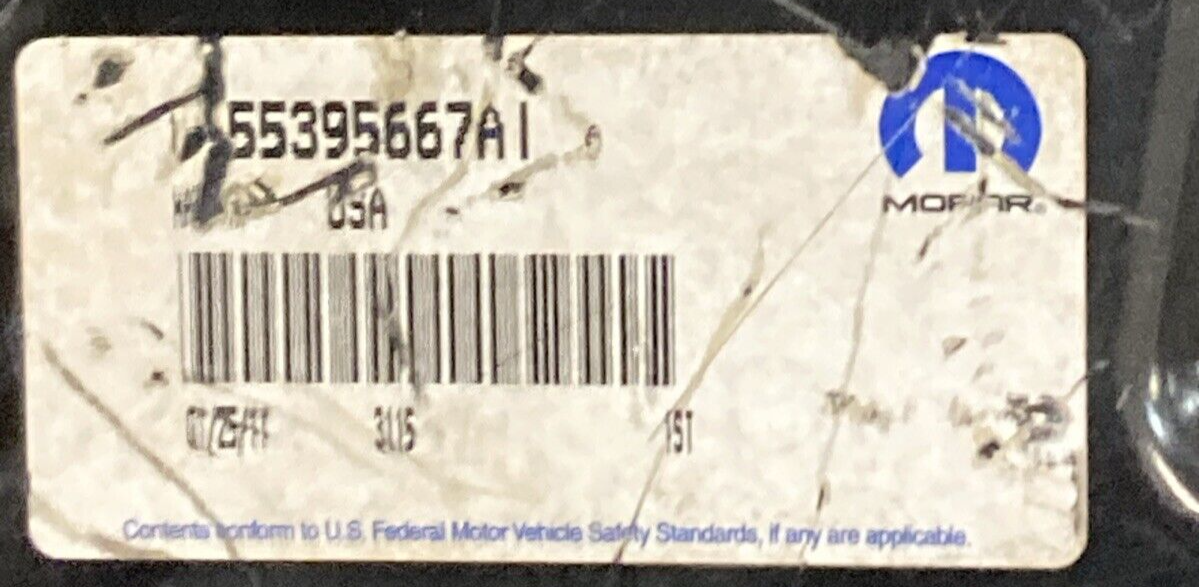 55395667AI
MOPAR®
USA
3115 1ST
Contents conform to U.S. Federal Motor Vehicle Safety Standards, if any are applicable.